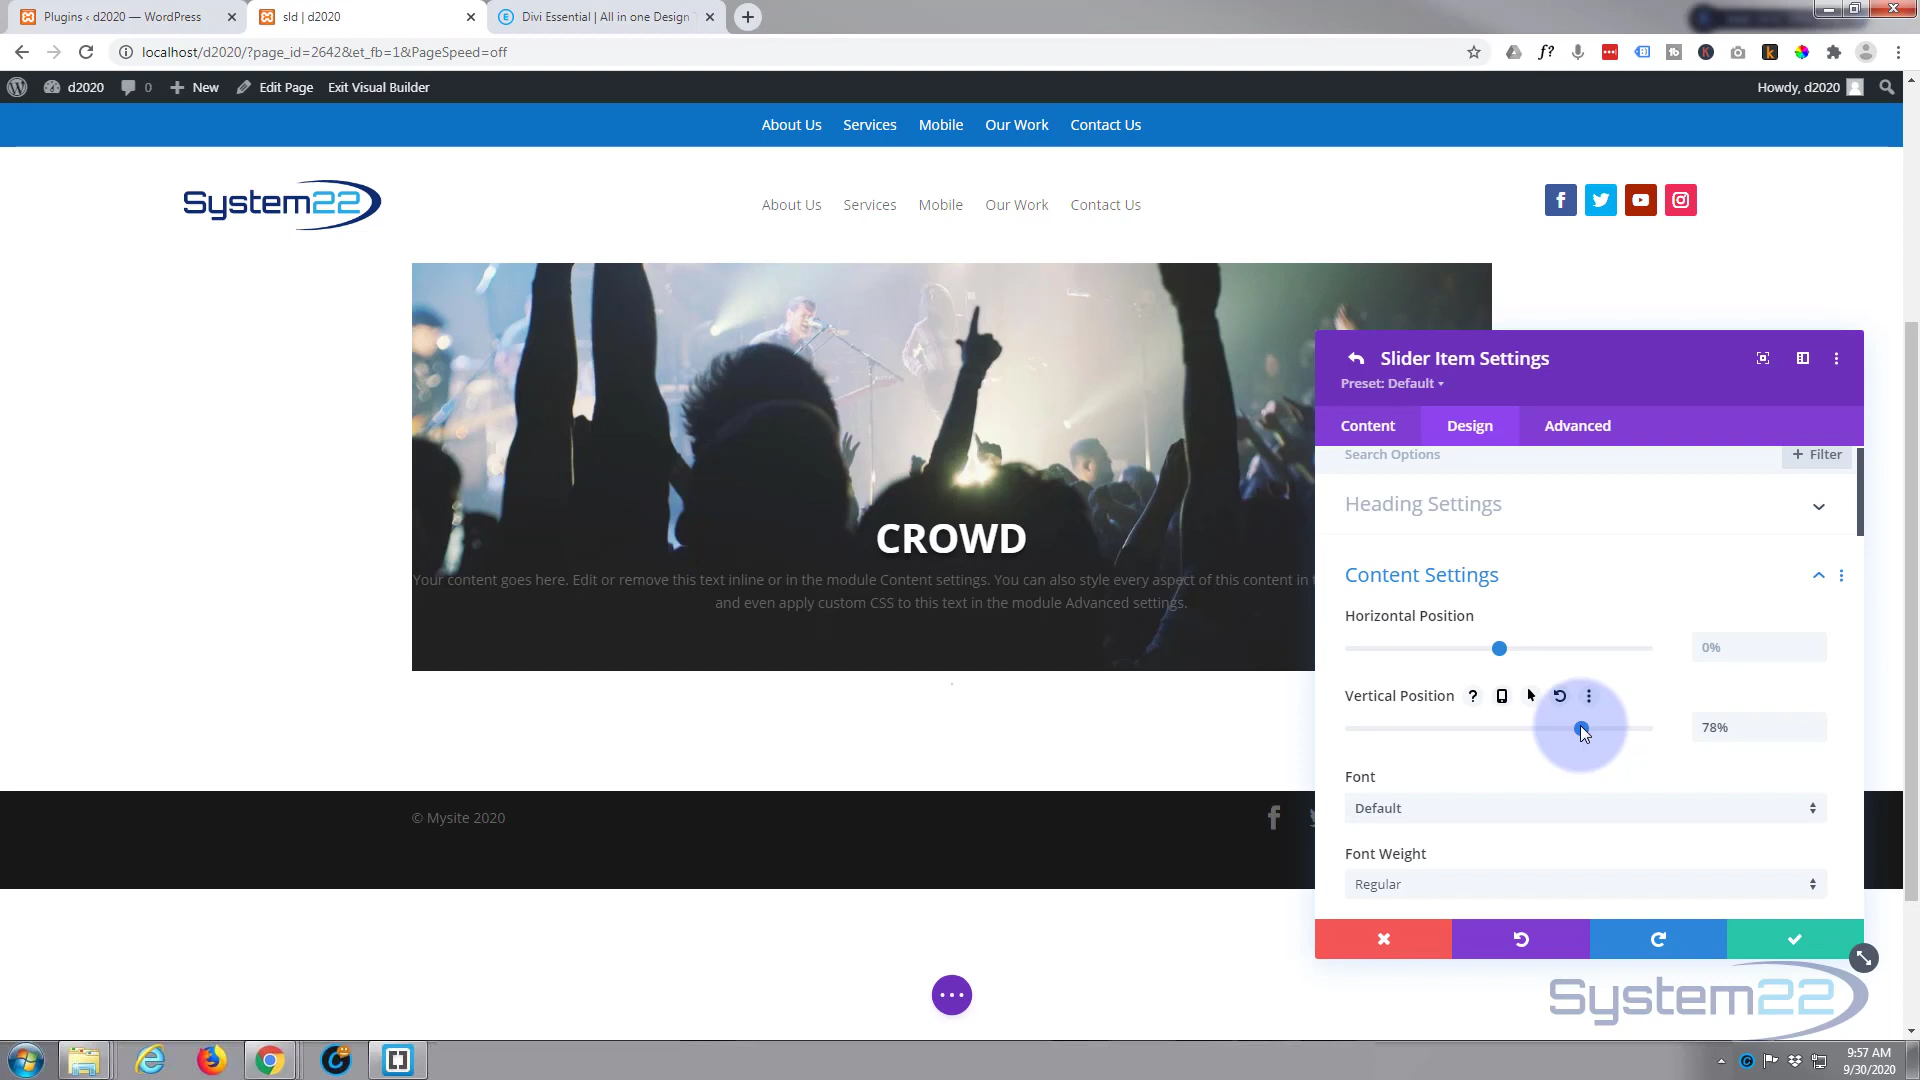 Plugins ‹ d2020 — WordPress
sld | d2020
Divi Essential | All in one Design
localhost/d2020/?page_id=2642&et_fb=1&PageSpeed=off
d2020
0
New
Edit Page
Exit Visual Builder
Howdy, d2020
About Us
Services
Mobile
Our Work
Contact Us
System22
About Us
Services
Mobile
Our Work
Contact Us
CROWD
Your content goes here. Edit or remove this text inline or in the module Content settings. You can also style every aspect of this content in
and even apply custom CSS to this text in the module Advanced settings.
Slider Item Settings
Preset: Default
Content
Design
Advanced
Search Options
+ Filter
Heading Settings
Content Settings
Horizontal Position
0%
Vertical Position
78%
Font
Default
Font Weight
Regular
© Mysite 2020
System22
9:57 AM
9/30/2020